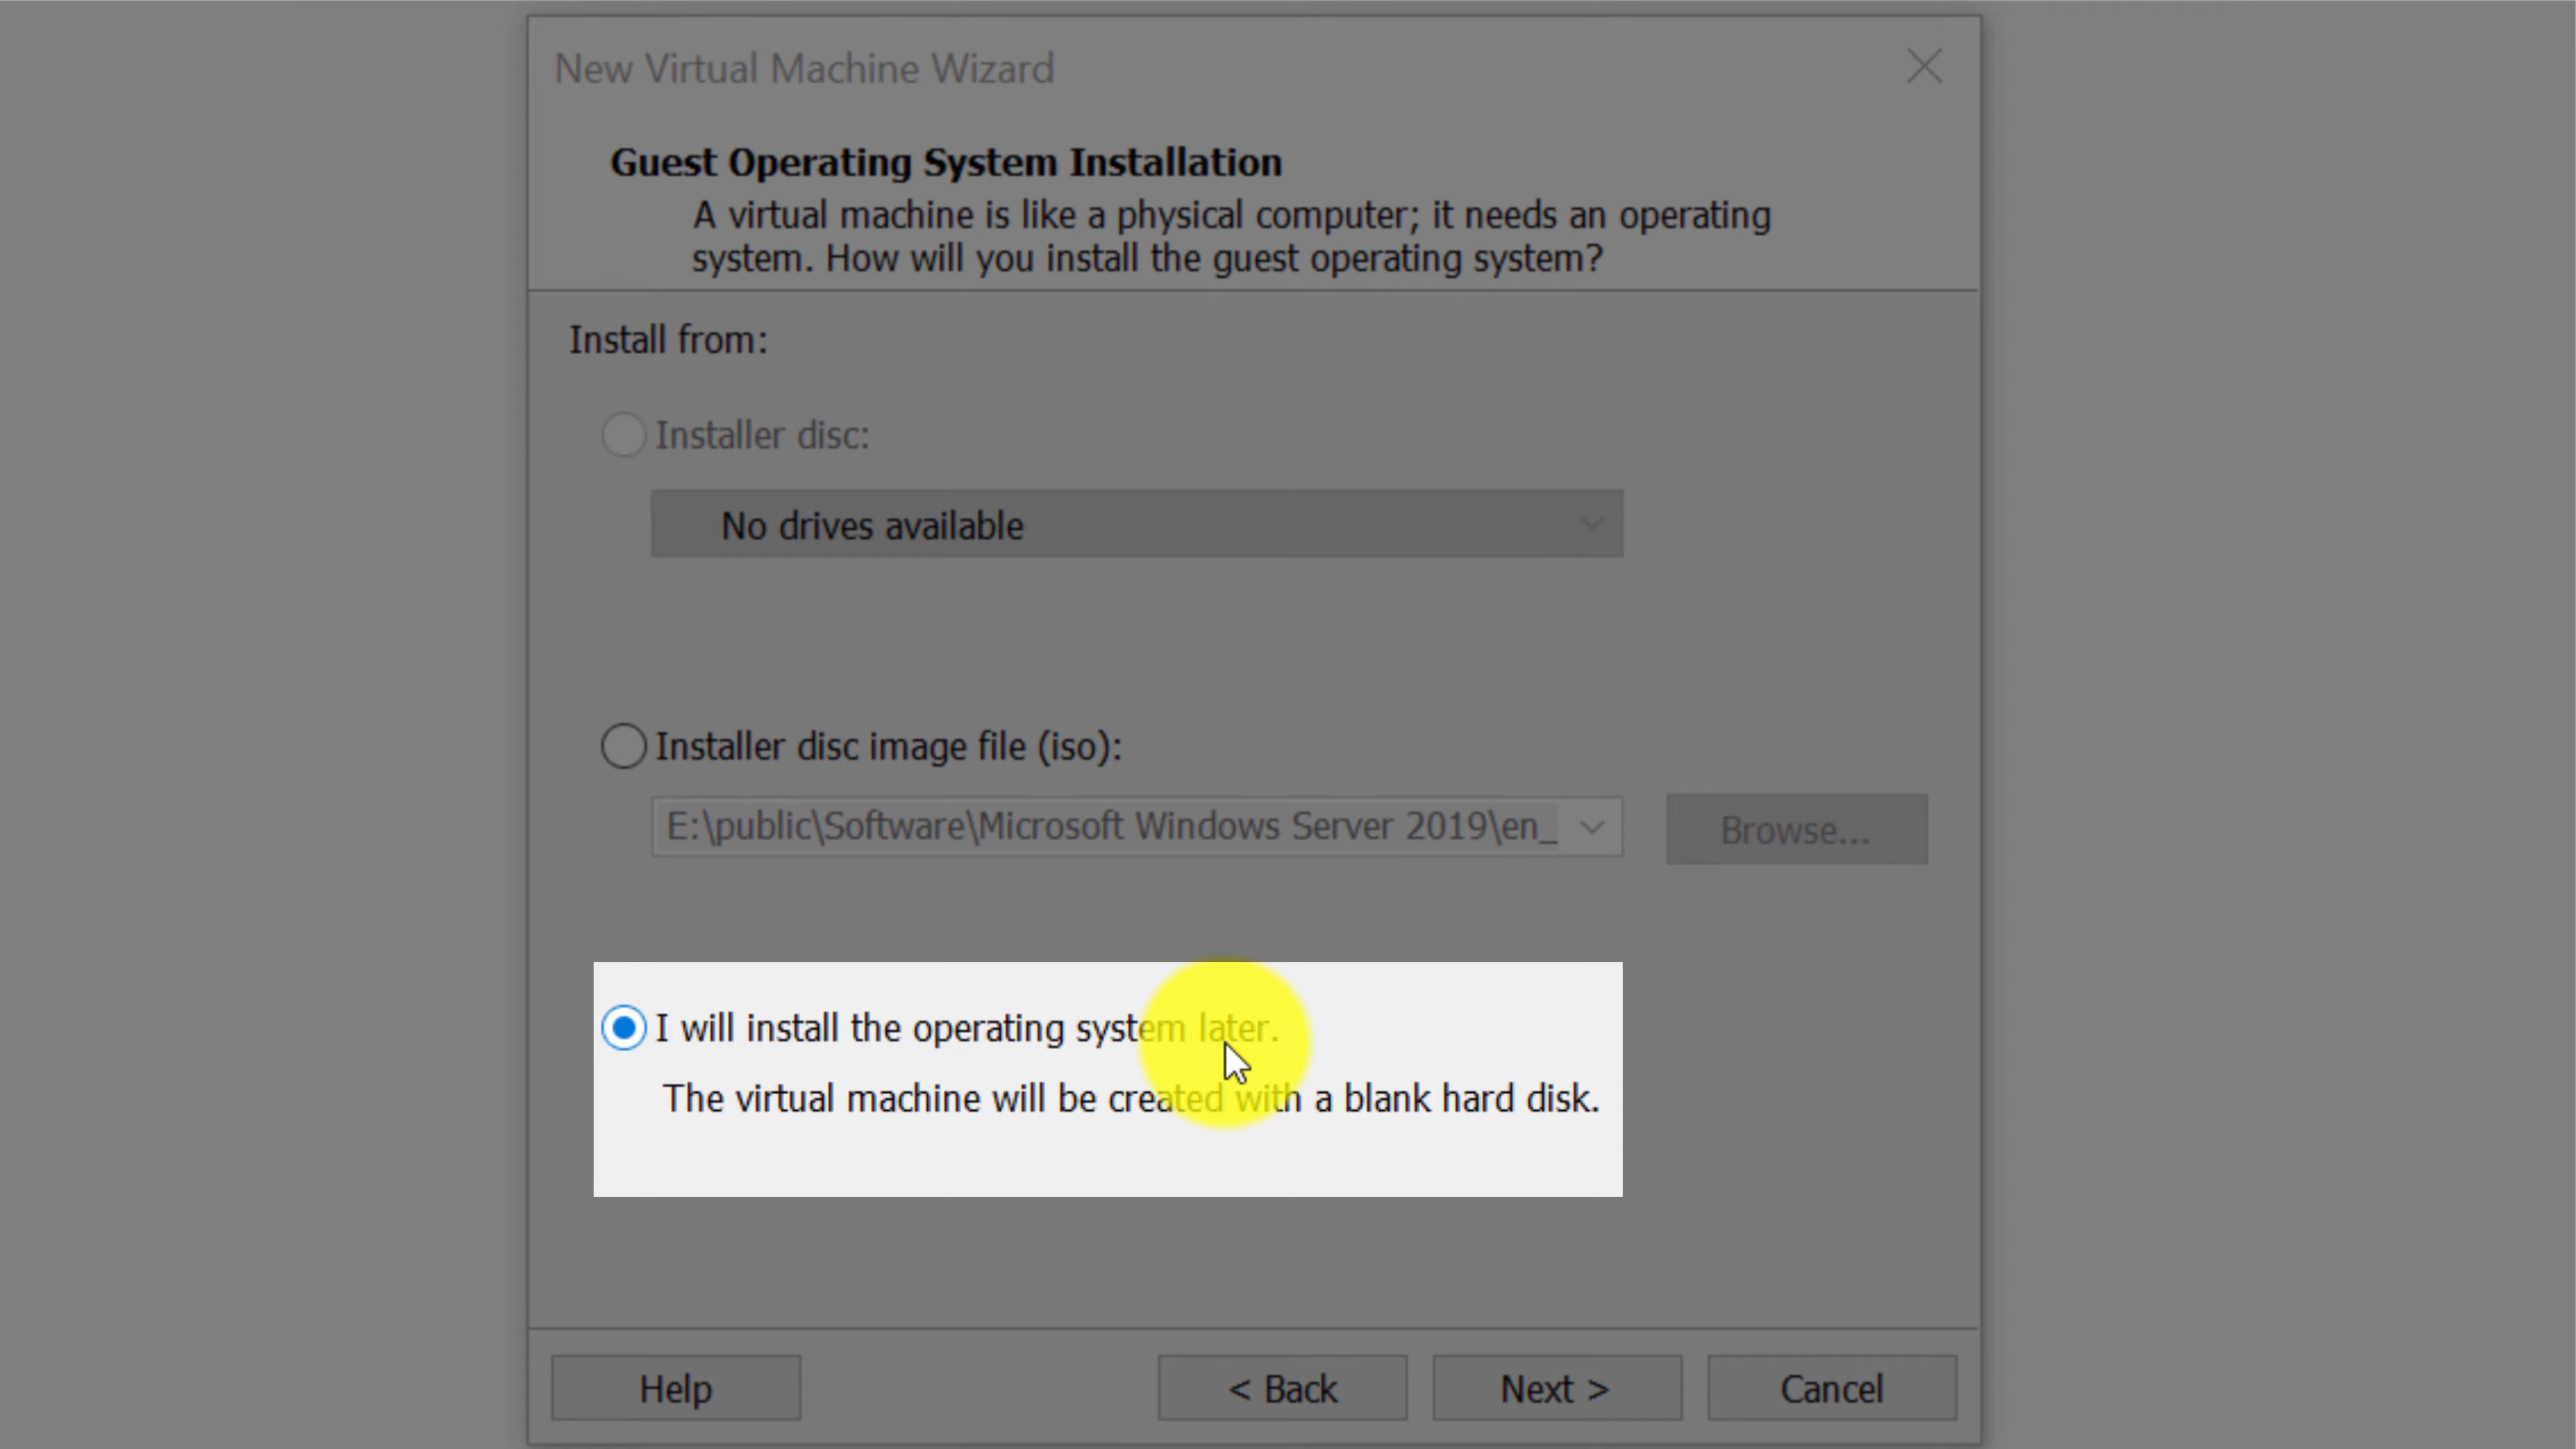 New Virtual Machine Wizard
Guest Operating System Installation
A virtual machine is like a physical computer; it needs an operating
system. How will you install the guest operating system?
Install from:
Installer disc:
No drives available
Installer disc image file (iso):
E:\public\Software\Microsoft Windows Server 2019\en_
Browse...
I will install the operating system later.
The virtual machine will be created with a blank hard disk.
Help
< Back
Next >
Cancel